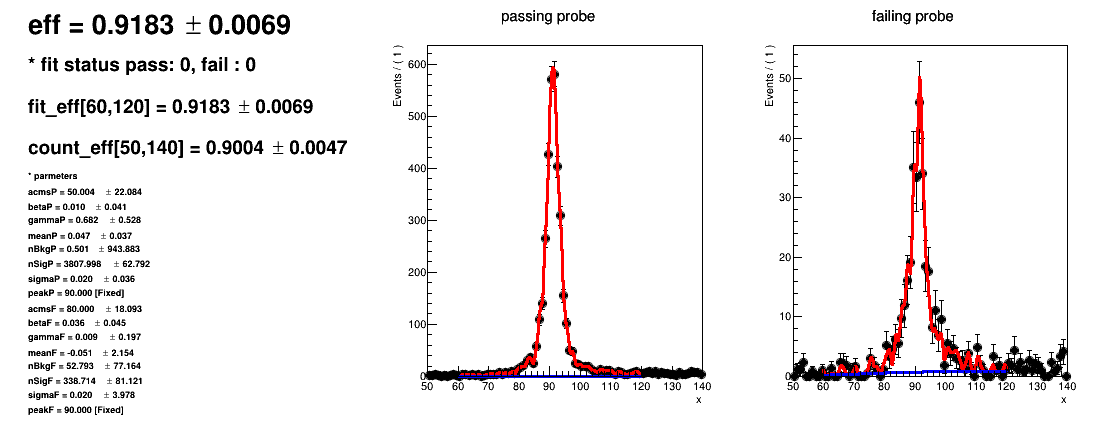 eff = 0.9183 ± 0.0069
* fit status pass: 0, fail : 0
fit_eff[60,120] = 0.9183 ± 0.0069
count_eff[50,140] = 0.9004 ± 0.0047
* parmeters
acmsP = 50.004 ± 22.084
betaP = 0.010 ± 0.041
gammaP = 0.682 ± 0.528
meanP = 0.047 ± 0.037
nBkgP = 0.501 ± 943.883
nSigP = 3807.998 ± 62.792
sigmaP = 0.020 ± 0.036
peakP = 90.000 [Fixed]
acmsF = 80.000 ± 18.093
betaF = 0.036 ± 0.045
gammaF = 0.009 ± 0.197
meanF = -0.051 ± 2.154
nBkgF = 52.793 ± 77.164
nSigF = 338.714 ± 81.121
sigmaF = 0.020 ± 3.978
peakF = 90.000 [Fixed]
passing probe
Events / ( 1 )
600
500
400
300
200
100
0
50 60 70 80 90 100 110 120 130 140
x
failing probe
Events / ( 1 )
50
40
30
20
10
0
50 60 70 80 90 100 110 120 130 140
x